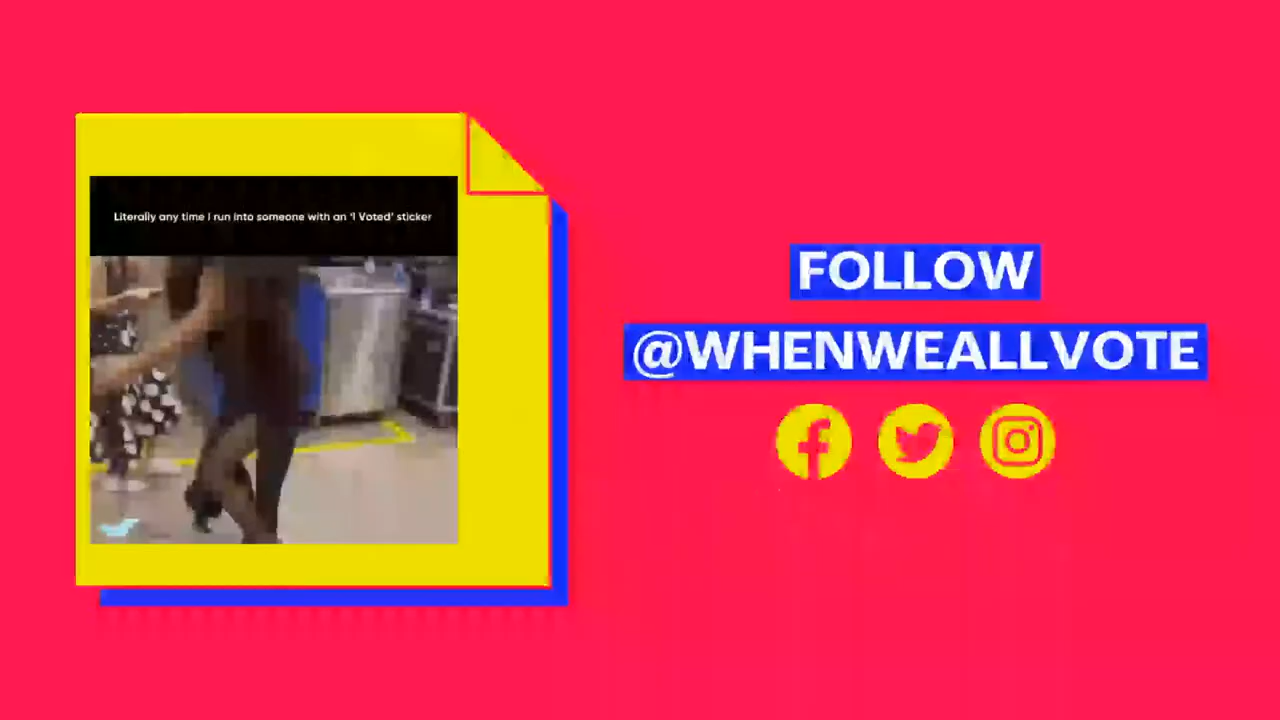 Literally any time I run into someone with an 'I Voted' sticker
FOLLOW
@WHENWEALLVOTE